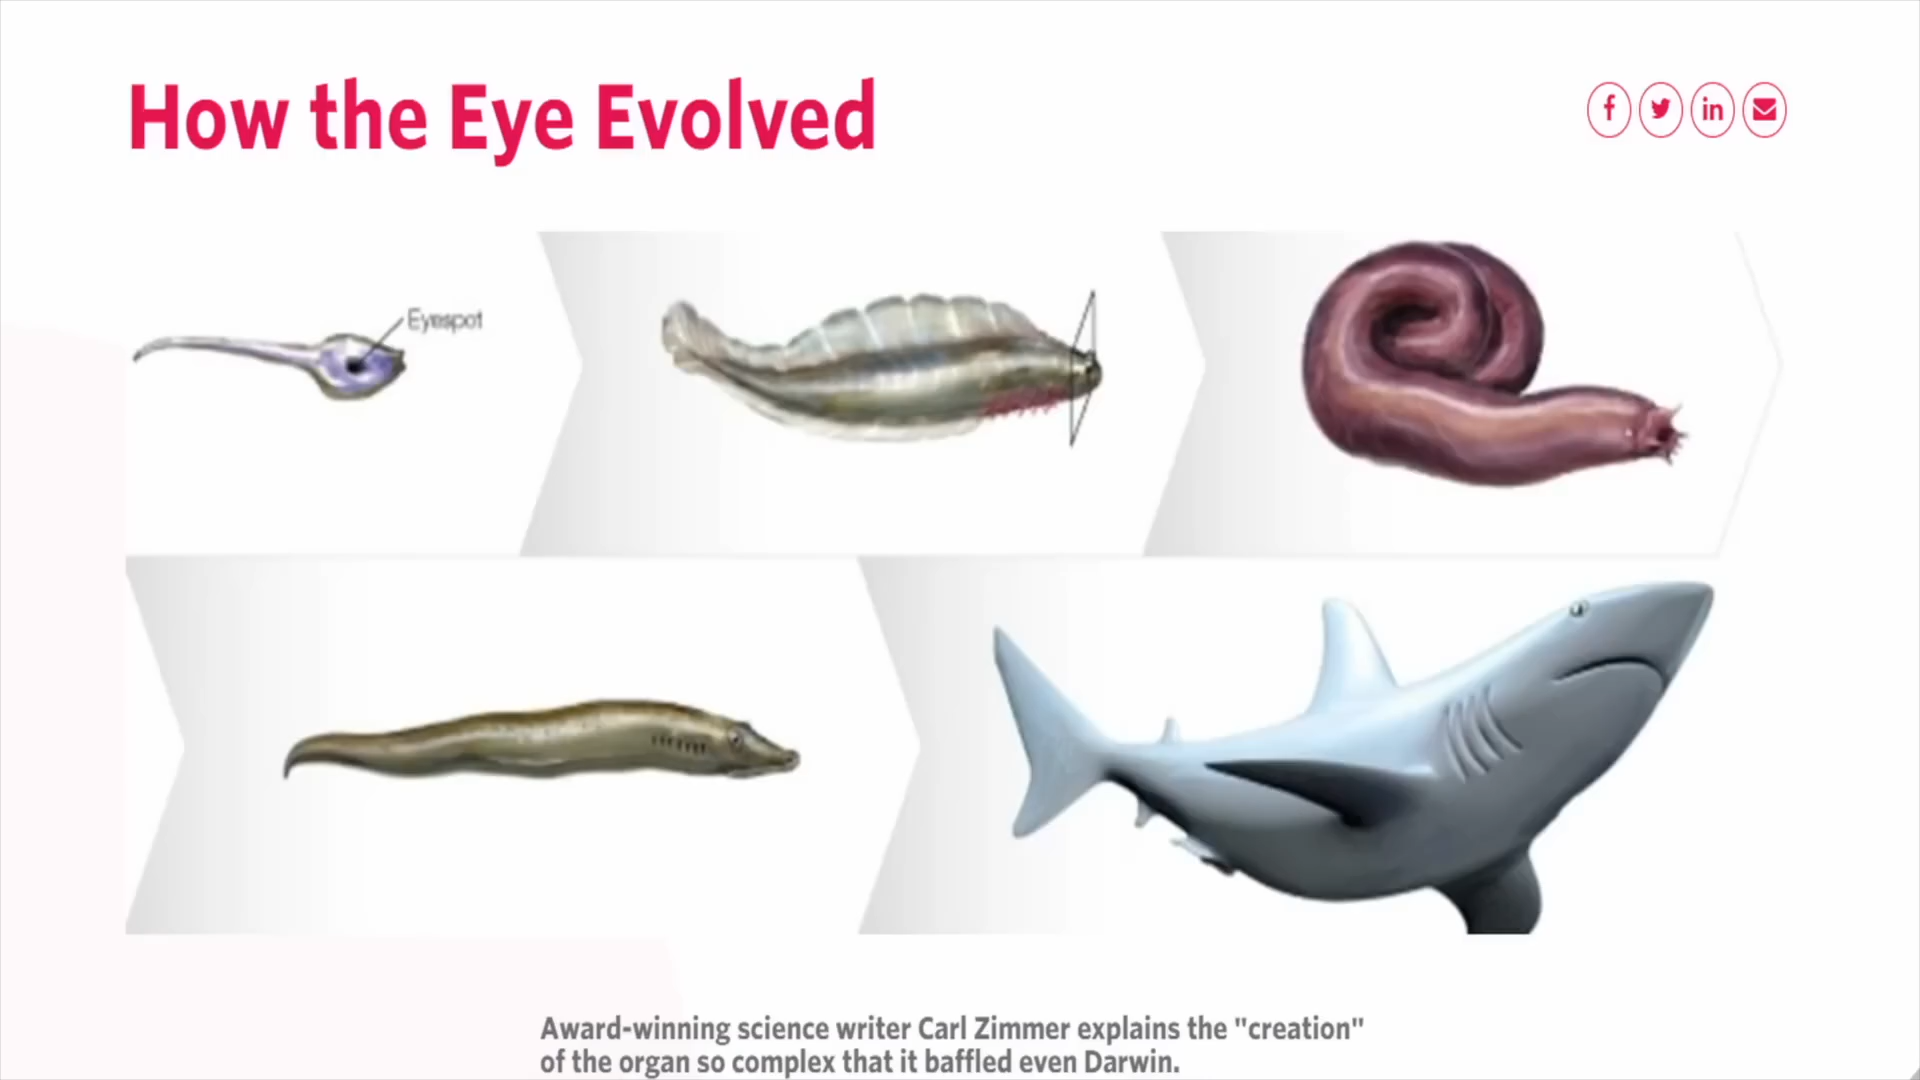 How the Eye Evolved
Eyespot
Award-winning science writer Carl Zimmer explains the "creation"
of the organ so complex that it baffled even Darwin.